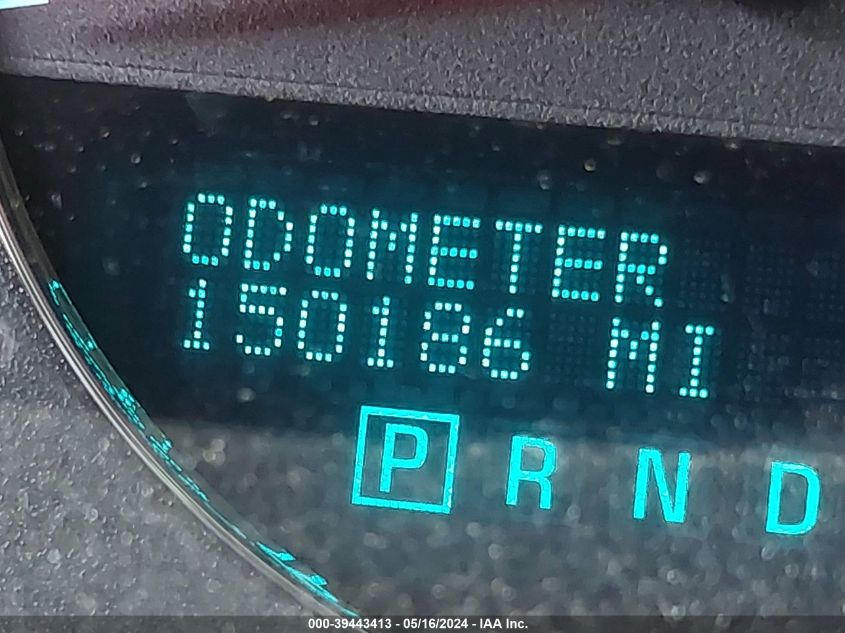 ODOMETER
150186 MI
P R N D
000-39443413 - 05/16/2024 - IAA Inc.